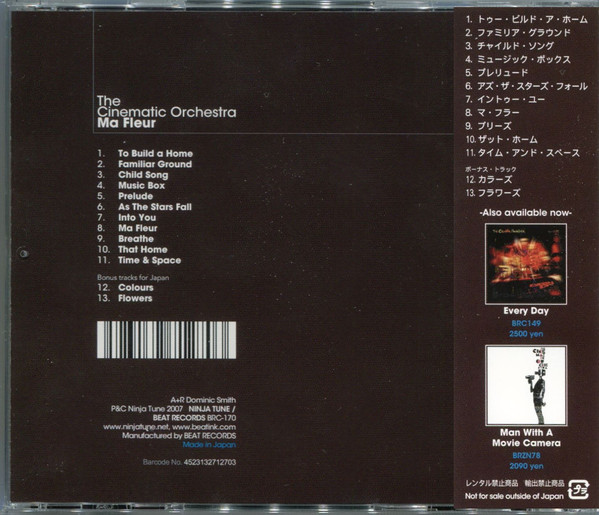 The
Cinematic Orchestra
Ma Fleur
1. To Build a Home
2. Familiar Ground
3. Child Song
4. Music Box
5. Prelude
6. As The Stars Fall
7. Into You
8. Ma Fleur
9. Breathe
10. That Home
11. Time & Space
Bonus tracks for Japan
12. Colours
13. Flowers
A+R Dominic Smith
P&C Ninja Tune 2007 NINJA TUNE /
BEAT RECORDS BRC-170
www.ninjatune.net, www.beatink.com
Manufactured by BEAT RECORDS
Made in Japan
Barcode No. 4523132712703
1. トゥー・ビルド・ア・ホーム
2. ファミリア・グラウンド
3. チャイルド・ソング
4. ミュージック・ボックス
5. プレリュード
6. アズ・ザ・スターズ・フォール
7. イントゥー・ユー
8. マ・フラー
9. ブリーズ
10. ザット・ホーム
11. タイム・アンド・スペース
ボーナス・トラック
12. カラーズ
13. フラワーズ
-Also available now-
Every Day
BRC149
2500 yen
Man With A
Movie Camera
BRZN78
2090 yen
レンタル禁止商品 輸出禁止商品
Not for sale outside of Japan